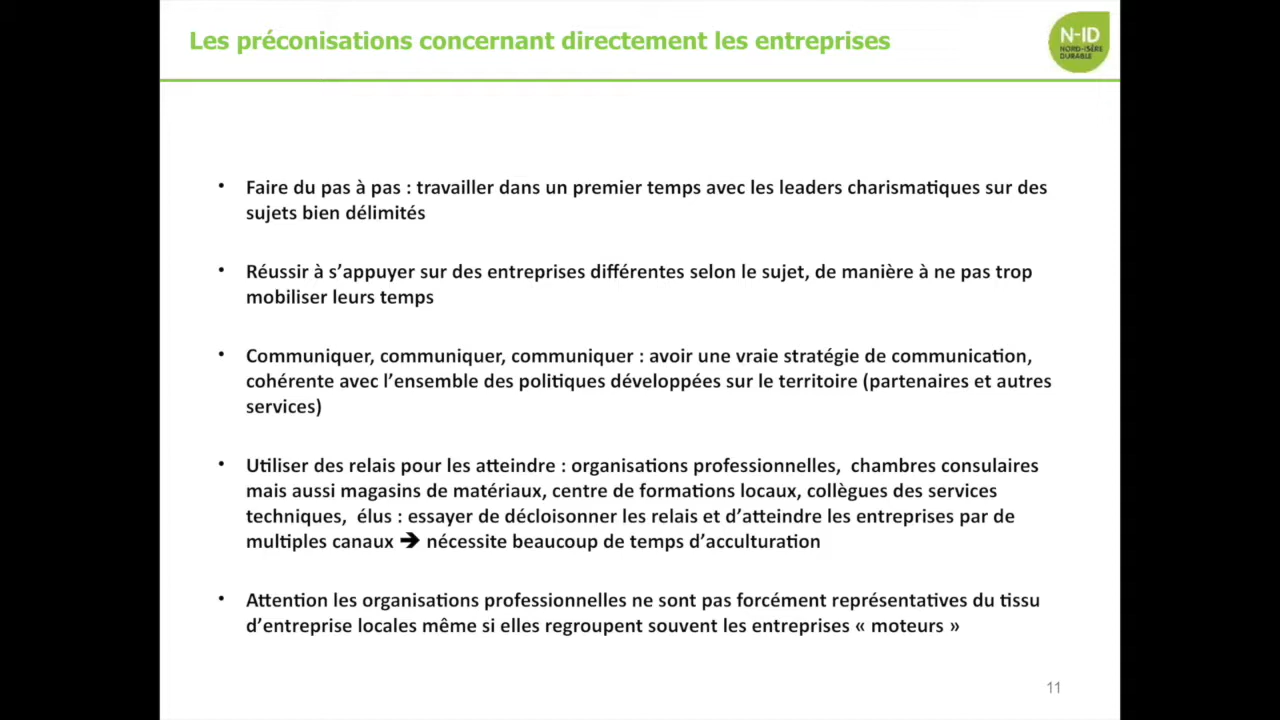 Les préconisations concernant directement les entreprises
N-ID
NORD-ISÈRE
DURABLE
• Faire du pas à pas : travailler dans un premier temps avec les leaders charismatiques sur des
sujets bien délimités
• Réussir à s’appuyer sur des entreprises différentes selon le sujet, de manière à ne pas trop
mobiliser leurs temps
• Communiquer, communiquer, communiquer : avoir une vraie stratégie de communication,
cohérente avec l’ensemble des politiques développées sur le territoire (partenaires et autres
services)
• Utiliser des relais pour les atteindre : organisations professionnelles,  chambres consulaires
mais aussi magasins de matériaux, centre de formations locaux, collègues des services
techniques,  élus : essayer de décloisonner les relais et d’atteindre les entreprises par de
multiples canaux ➔ nécessite beaucoup de temps d’acculturation
• Attention les organisations professionnelles ne sont pas forcément représentatives du tissu
d’entreprise locales même si elles regroupent souvent les entreprises « moteurs »
11